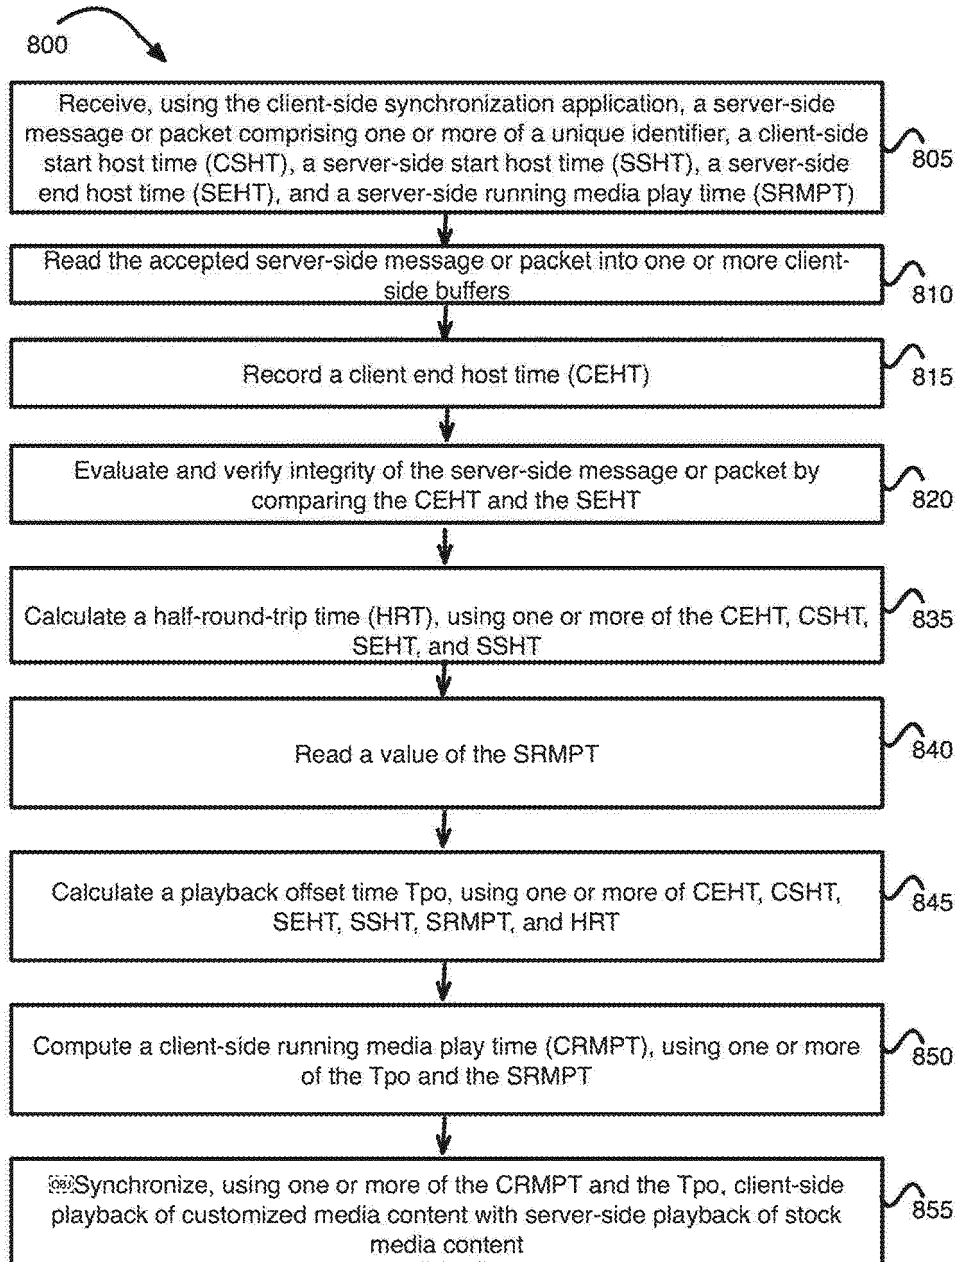 800
Receive, using the client-side synchronization application, a server-side
message or packet comprising one or more of a unique identifier, a client-side
start host time (CSHT), a server-side start host time (SSHT), a server-side
end host time (SEHT), and a server-side running media play time (SRMPT)
805
Read the accepted server-side message or packet into one or more client-
side buffers
810
Record a client end host time (CEHT)
815
Evaluate and verify integrity of the server-side message or packet by
comparing the CEHT and the SEHT
820
Calculate a half-round-trip time (HRT), using one or more of the CEHT, CSHT,
SEHT, and SSHT
835
Read a value of the SRMPT
840
Calculate a playback offset time Tpo, using one or more of CEHT, CSHT,
SEHT, SSHT, SRMPT, and HRT
845
Compute a client-side running media play time (CRMPT), using one or more
of the Tpo and the SRMPT
850
Synchronize, using one or more of the CRMPT and the Tpo, client-side
playback of customized media content with server-side playback of stock
media content
855